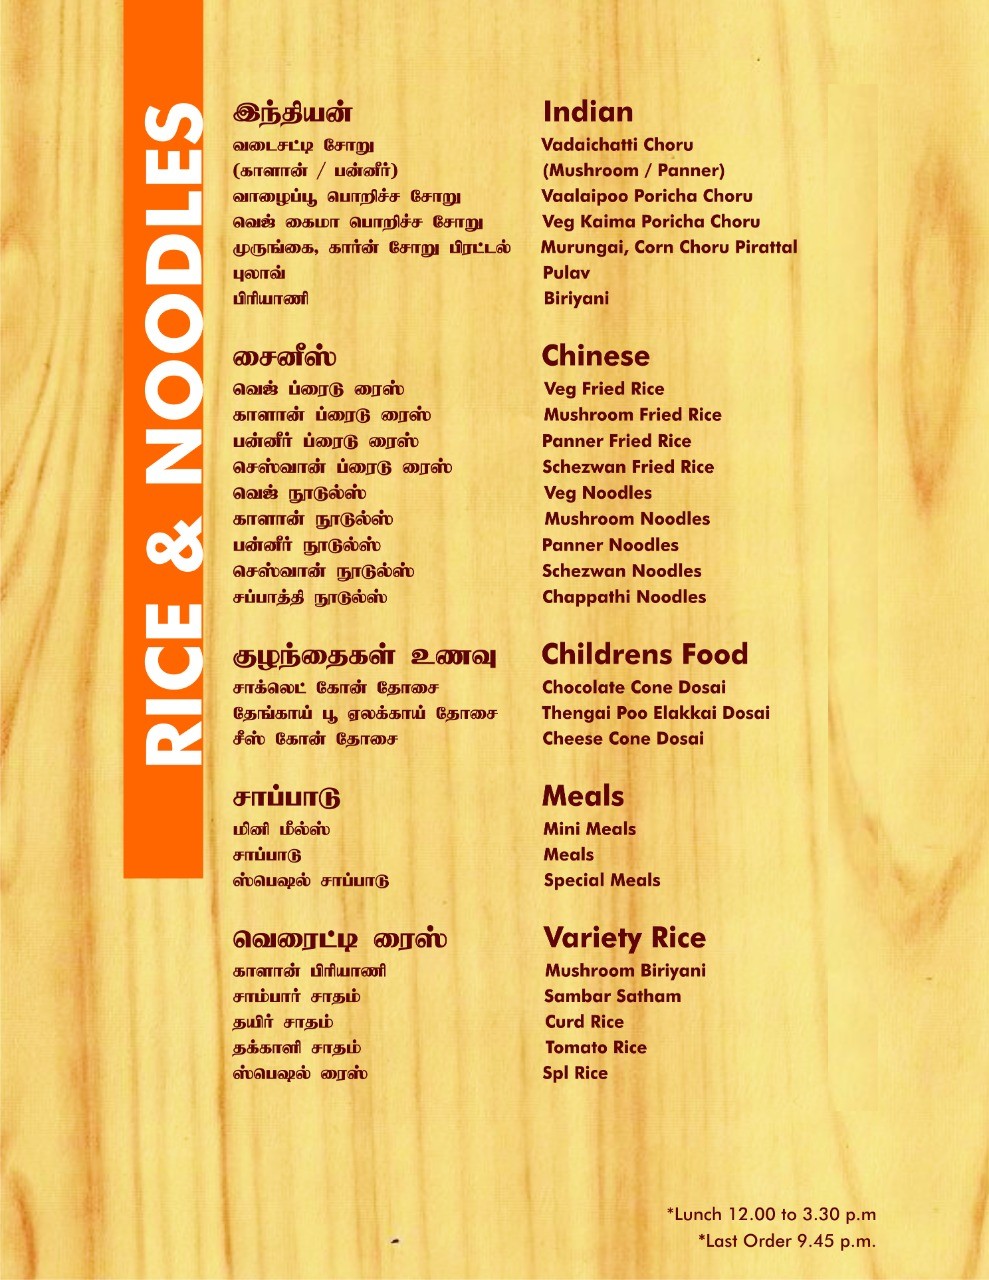 RICE & NOODLES
இந்தியன் Indian
வடைசட்டி சோறு Vadaichatti Choru
(காளான் / பன்னீர்) (Mushroom / Panner)
வாழைப்பூ பொறிச்ச சோறு Vaalaipoo Poricha Choru
வெஜ் கைமா பொறிச்ச சோறு Veg Kaima Poricha Choru
முருங்கை, கார்ன் சோறு பிரட்டல் Murungai, Corn Choru Pirattal
புலாவ் Pulav
பிரியாணி Biriyani
சைனீஸ் Chinese
வெஜ் ப்ரைடு ரைஸ் Veg Fried Rice
காளான் ப்ரைடு ரைஸ் Mushroom Fried Rice
பன்னீர் ப்ரைடு ரைஸ் Panner Fried Rice
செஸ்வான் ப்ரைடு ரைஸ் Schezwan Fried Rice
வெஜ் நூடுல்ஸ் Veg Noodles
காளான் நூடுல்ஸ் Mushroom Noodles
பன்னீர் நூடுல்ஸ் Panner Noodles
செஸ்வான் நூடுல்ஸ் Schezwan Noodles
சப்பாத்தி நூடுல்ஸ் Chappathi Noodles
குழந்தைகள் உணவு Childrens Food
சாக்லெட் கோன் தோசை Chocolate Cone Dosai
தேங்காய் பூ ஏலக்காய் தோசை Thengai Poo Elakkai Dosai
சீஸ் கோன் தோசை Cheese Cone Dosai
சாப்பாடு Meals
மினி மீல்ஸ் Mini Meals
சாப்பாடு Meals
ஸ்பெஷல் சாப்பாடு Special Meals
வெரைட்டி ரைஸ் Variety Rice
காளான் பிரியாணி Mushroom Biriyani
சாம்பார் சாதம் Sambar Satham
தயிர் சாதம் Curd Rice
தக்காளி சாதம் Tomato Rice
ஸ்பெஷல் ரைஸ் Spl Rice
*Lunch 12.00 to 3.30 p.m
*Last Order 9.45 p.m.